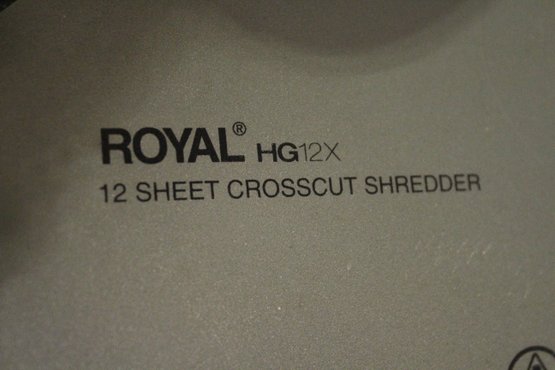 ROYAL® HG12X
12 SHEET CROSSCUT SHREDDER